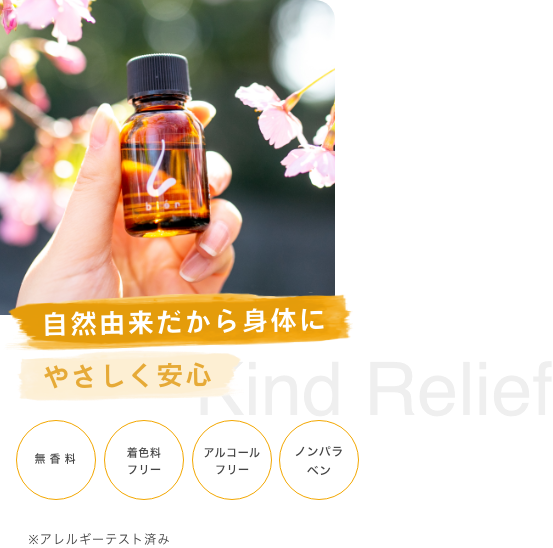 bier
自然由来だから身体に
やさしく安心
Kind Relief
無香料
着色料
フリー
アルコール
フリー
ノンパラ
ベン
※アレルギーテスト済み